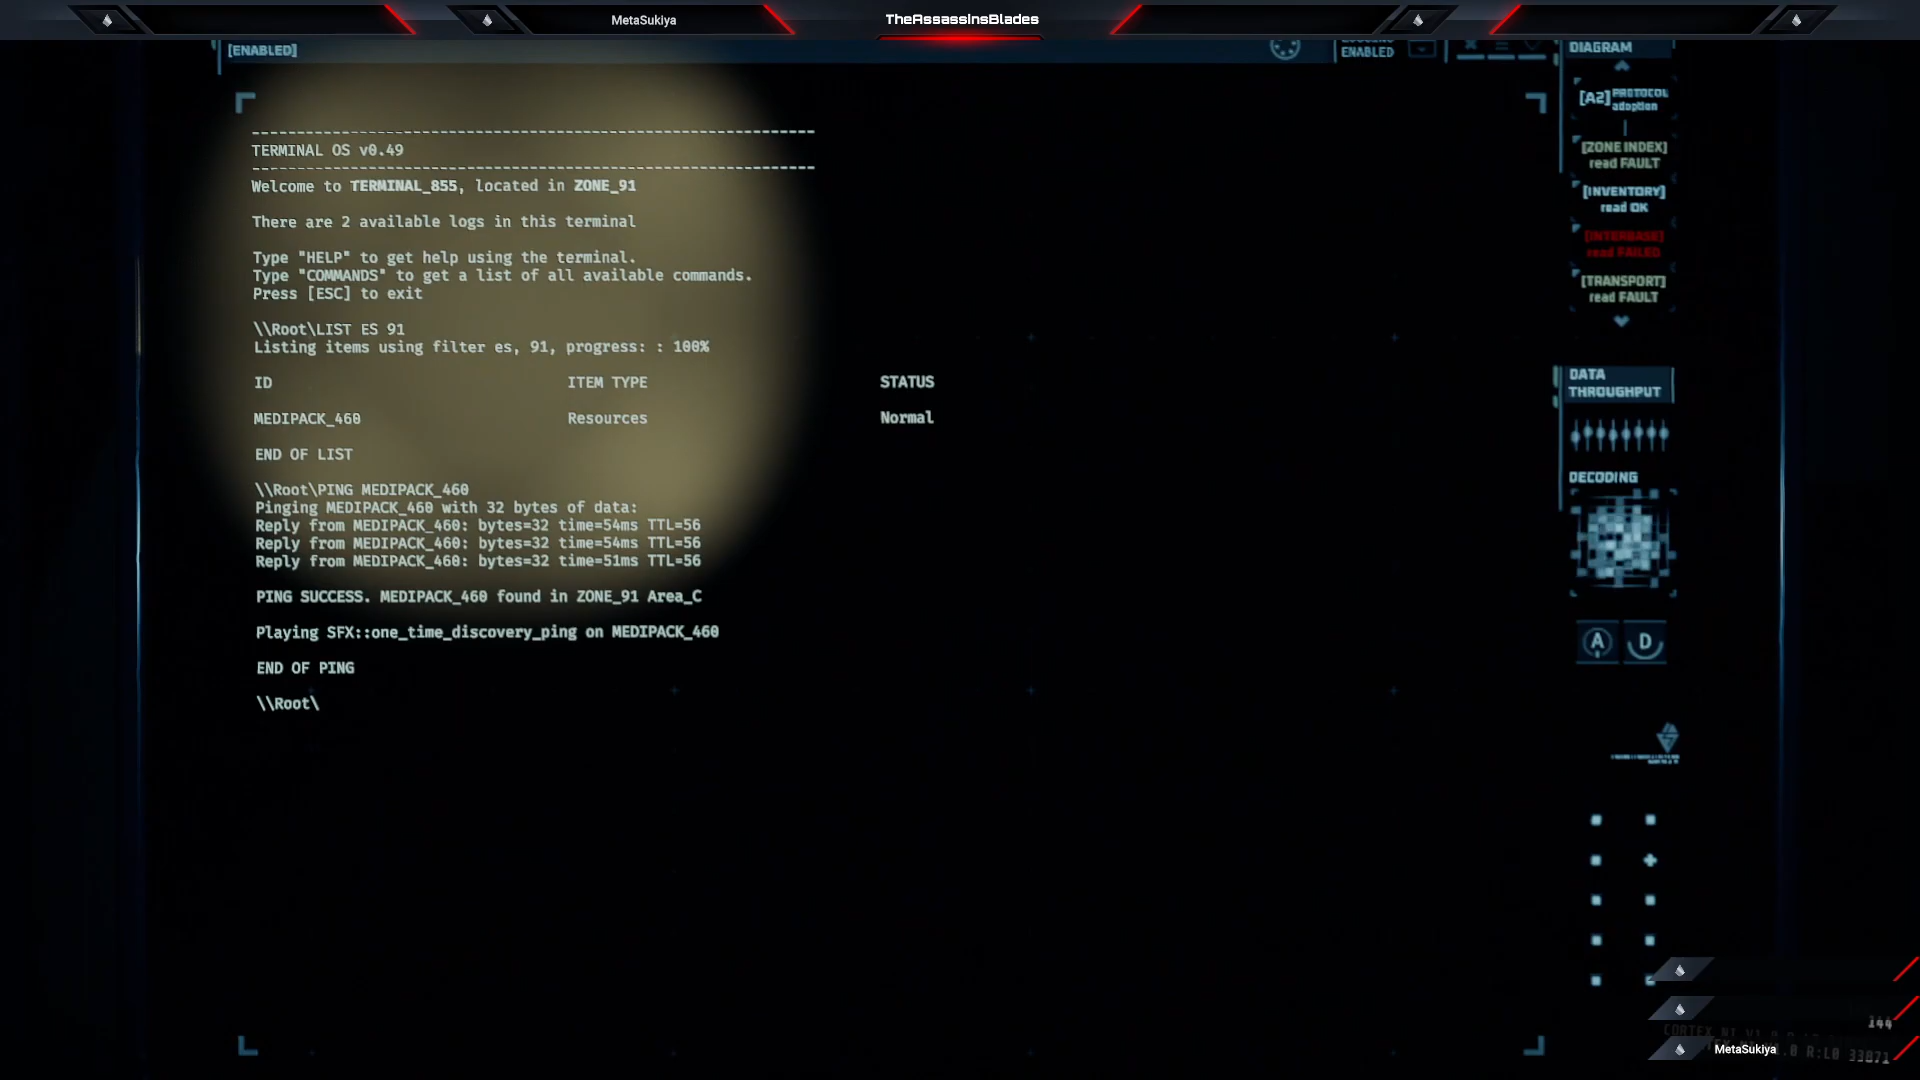 MetaSukiya
TheAssassinsBlades
[ENABLED]
ENABLED
DIAGRAM
[A2] PROTOCOL
adoption
[ZONE INDEX]
read FAULT
[INVENTORY]
read OK
[INTERBASE]
read FAILED
[TRANSPORT]
read FAULT
DATA
THROUGHPUT
DECODING
A D
---------------------------------------------------------------
TERMINAL OS v0.49
---------------------------------------------------------------
Welcome to TERMINAL_855, located in ZONE_91
There are 2 available logs in this terminal
Type "HELP" to get help using the terminal.
Type "COMMANDS" to get a list of all available commands.
Press [ESC] to exit
\\Root\LIST ES 91
Listing items using filter es, 91, progress: : 100%
ID ITEM TYPE STATUS
MEDIPACK_460 Resources Normal
END OF LIST
\\Root\PING MEDIPACK_460
Pinging MEDIPACK_460 with 32 bytes of data:
Reply from MEDIPACK_460: bytes=32 time=54ms TTL=56
Reply from MEDIPACK_460: bytes=32 time=54ms TTL=56
Reply from MEDIPACK_460: bytes=32 time=51ms TTL=56
PING SUCCESS. MEDIPACK_460 found in ZONE_91 Area_C
Playing SFX::one_time_discovery_ping on MEDIPACK_460
END OF PING
\\Root\
144
MetaSukiya
R:L0 33871